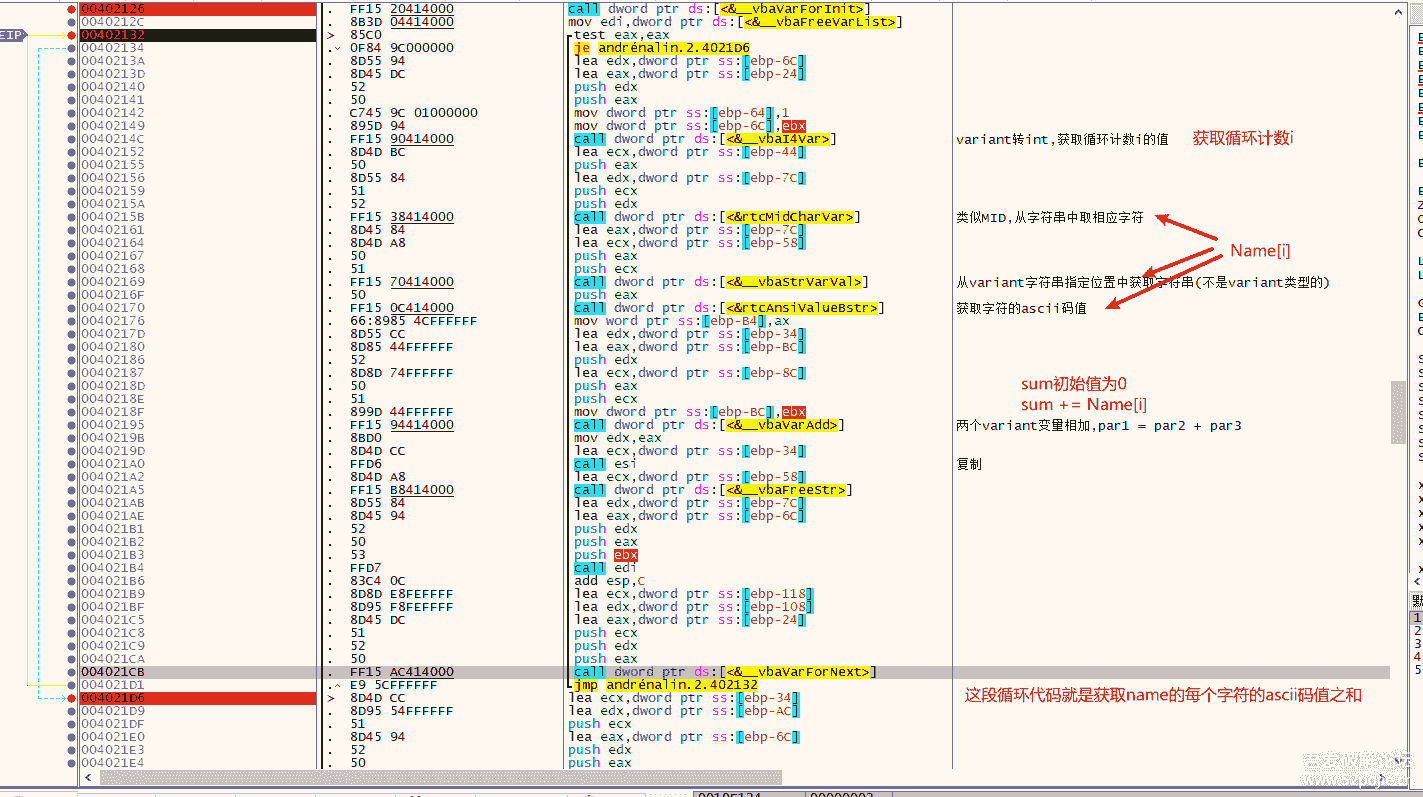 00402126 FF15 20414000 call dword ptr ds:[<&__vbaVarForInit>]
0040212C 8B3D 04414000 mov edi,dword ptr ds:[<&__vbaFreeVarList>]
EIP 00402132 > 85C0 test eax,eax
00402134 .ˇ 0F84 9C000000 je andrénalin.2.4021D6
0040213A . 8D55 94 lea edx,dword ptr ss:[ebp-6C]
0040213D . 8D45 DC lea eax,dword ptr ss:[ebp-24]
00402140 . 52 push edx
00402141 . 50 push eax
00402142 . C745 9C 01000000 mov dword ptr ss:[ebp-64],1
00402149 . 895D 94 mov dword ptr ss:[ebp-6C],ebx
0040214C . FF15 90414000 call dword ptr ds:[<&__vbaI4Var>] variant转int,获取循环计数i的值 获取循环计数i
00402152 . 8D4D BC lea ecx,dword ptr ss:[ebp-44]
00402155 . 50 push eax
00402156 . 8D55 84 lea edx,dword ptr ss:[ebp-7C]
00402159 . 51 push ecx
0040215A . 52 push edx
0040215B . FF15 38414000 call dword ptr ds:[<&rtcMidCharVar>] 类似MID,从字符串中取相应字符
00402161 . 8D45 84 lea eax,dword ptr ss:[ebp-7C]
00402164 . 8D4D A8 lea ecx,dword ptr ss:[ebp-58]
Name[i]
00402167 . 50 push eax
00402168 . 51 push ecx
00402169 . FF15 70414000 call dword ptr ds:[<&__vbaStrVarVal>] 从variant字符串指定位置中获取字符串(不是variant类型的)
0040216F . 50 push eax
00402170 . FF15 0C414000 call dword ptr ds:[<&rtcAnsiValueBstr>] 获取字符的ascii码值
00402176 . 66:8985 4CFFFFFF mov word ptr ss:[ebp-B4],ax
0040217D . 8D55 CC lea edx,dword ptr ss:[ebp-34]
00402180 . 8D85 44FFFFFF lea eax,dword ptr ss:[ebp-BC]
00402186 . 52 push edx
00402187 . 8D8D 74FFFFFF lea ecx,dword ptr ss:[ebp-8C]
0040218D . 50 push eax
sum初始值为0
0040218E . 51 push ecx
sum += Name[i]
0040218F . 899D 44FFFFFF mov dword ptr ss:[ebp-BC],ebx
00402195 . FF15 94414000 call dword ptr ds:[<&__vbaVarAdd>] 两个variant变量相加,par1 = par2 + par3
0040219B . 8BD0 mov edx,eax
0040219D . 8D4D CC lea ecx,dword ptr ss:[ebp-34]
004021A0 . FFD6 call esi 复制
004021A2 . 8D4D A8 lea ecx,dword ptr ss:[ebp-58]
004021A5 . FF15 B8414000 call dword ptr ds:[<&__vbaFreeStr>]
004021AB . 8D55 84 lea edx,dword ptr ss:[ebp-7C]
004021AE . 8D45 94 lea eax,dword ptr ss:[ebp-6C]
004021B1 . 52 push edx
004021B2 . 50 push eax
004021B3 . 53 push ebx
004021B4 . FFD7 call edi
004021B6 . 83C4 0C add esp,C
004021B9 . 8D8D E8FEFFFF lea ecx,dword ptr ss:[ebp-118]
004021BF . 8D95 F8FEFFFF lea edx,dword ptr ss:[ebp-108]
004021C5 . 8D45 DC lea eax,dword ptr ss:[ebp-24]
004021C8 . 51 push ecx
004021C9 . 52 push edx
004021CA . 50 push eax
004021CB . FF15 AC414000 call dword ptr ds:[<&__vbaVarForNext>]
004021D1 .^ E9 5CFFFFFF jmp andrénalin.2.402132
004021D6 > 8D4D CC lea ecx,dword ptr ss:[ebp-34] 这段循环代码就是获取name的每个字符的ascii码值之和
004021D9 . 8D95 54FFFFFF lea edx,dword ptr ss:[ebp-AC]
004021DF . 51 push ecx
004021E0 . 8D45 94 lea eax,dword ptr ss:[ebp-6C]
004021E3 . 52 push edx
004021E4 . 50 push eax